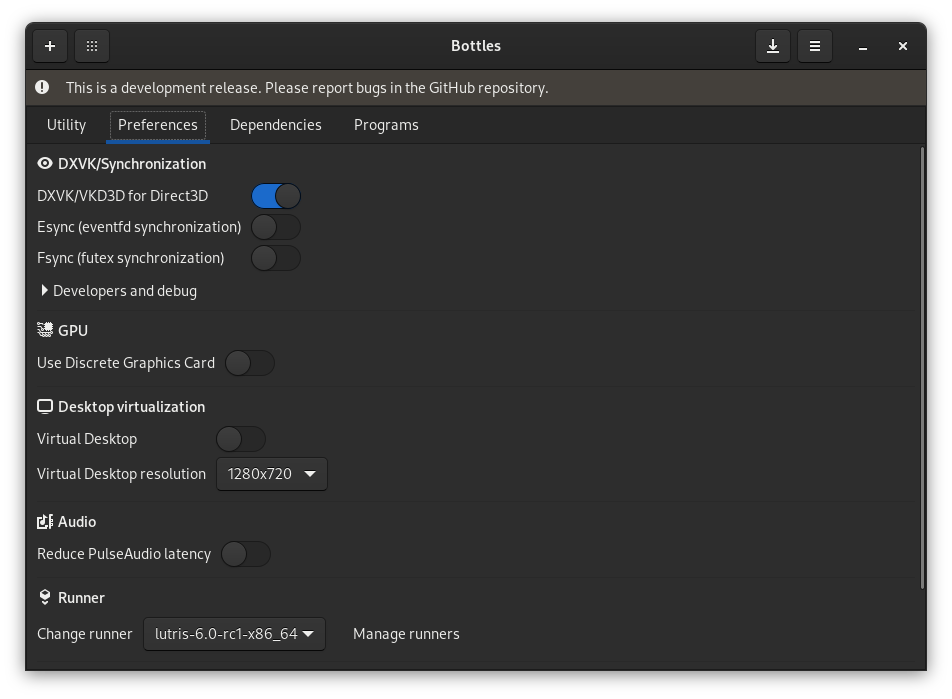 Bottles
This is a development release. Please report bugs in the GitHub repository.
Utility Preferences Dependencies Programs
DXVK/Synchronization
DXVK/VKD3D for Direct3D
Esync (eventfd synchronization)
Fsync (futex synchronization)
Developers and debug
GPU
Use Discrete Graphics Card
Desktop virtualization
Virtual Desktop
Virtual Desktop resolution 1280x720
Audio
Reduce PulseAudio latency
Runner
Change runner lutris-6.0-rc1-x86_64 Manage runners